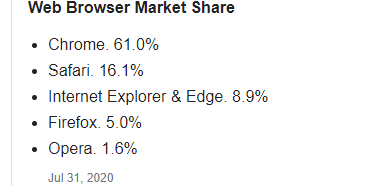 Web Browser Market Share
• Chrome. 61.0%
• Safari. 16.1%
• Internet Explorer & Edge. 8.9%
• Firefox. 5.0%
• Opera. 1.6%
Jul 31, 2020